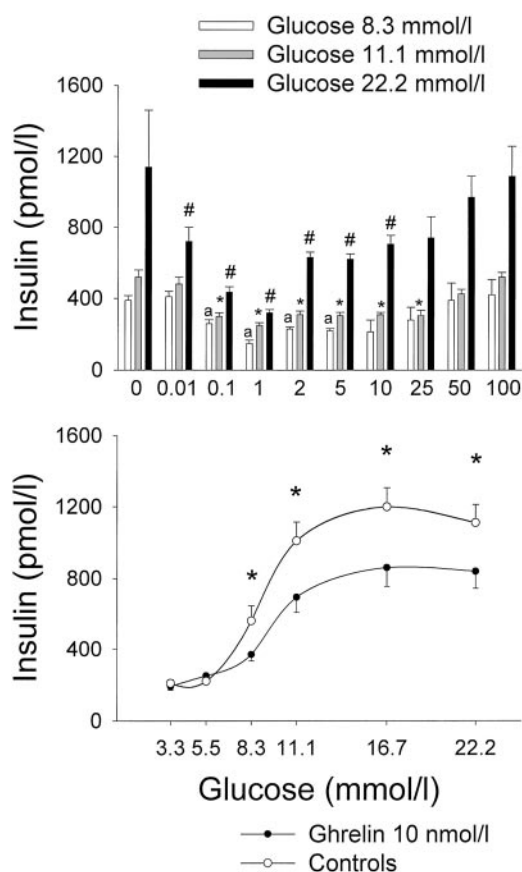 Glucose 8.3 mmol/l
Glucose 11.1 mmol/l
Glucose 22.2 mmol/l
Insulin (pmol/l)
1600
1200
800
400
0
#
#
#
#
#
#
a
*
a
*
a
*
a
*
*
*
0 0.01 0.1 1 2 5 10 25 50 100
Insulin (pmol/l)
1600
1200
800
400
0
*
*
*
*
3.3 5.5 8.3 11.1 16.7 22.2
Glucose (mmol/l)
Ghrelin 10 nmol/l
Controls